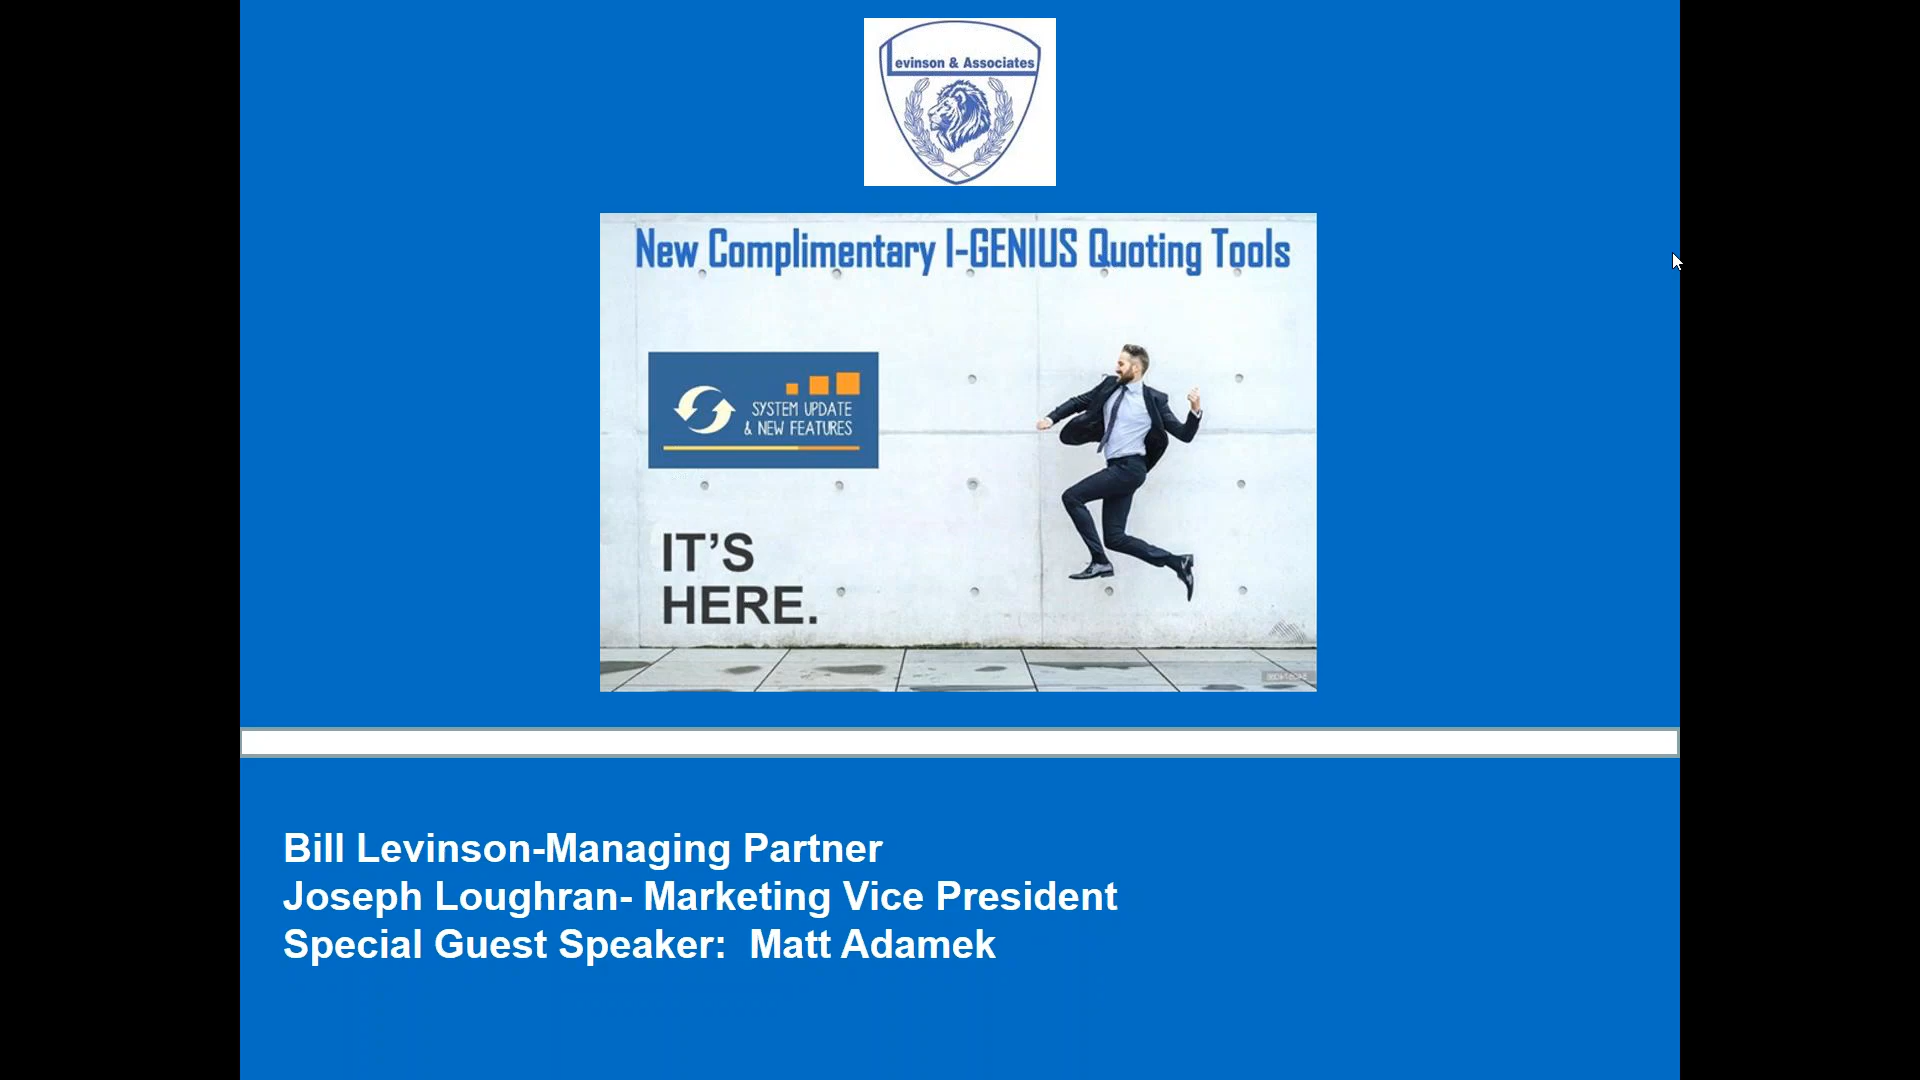 Levinson & Associates
New Complimentary I-GENIUS Quoting Tools
SYSTEM UPDATE
& NEW FEATURES
IT'S
HERE.
Bill Levinson-Managing Partner
Joseph Loughran- Marketing Vice President
Special Guest Speaker:  Matt Adamek